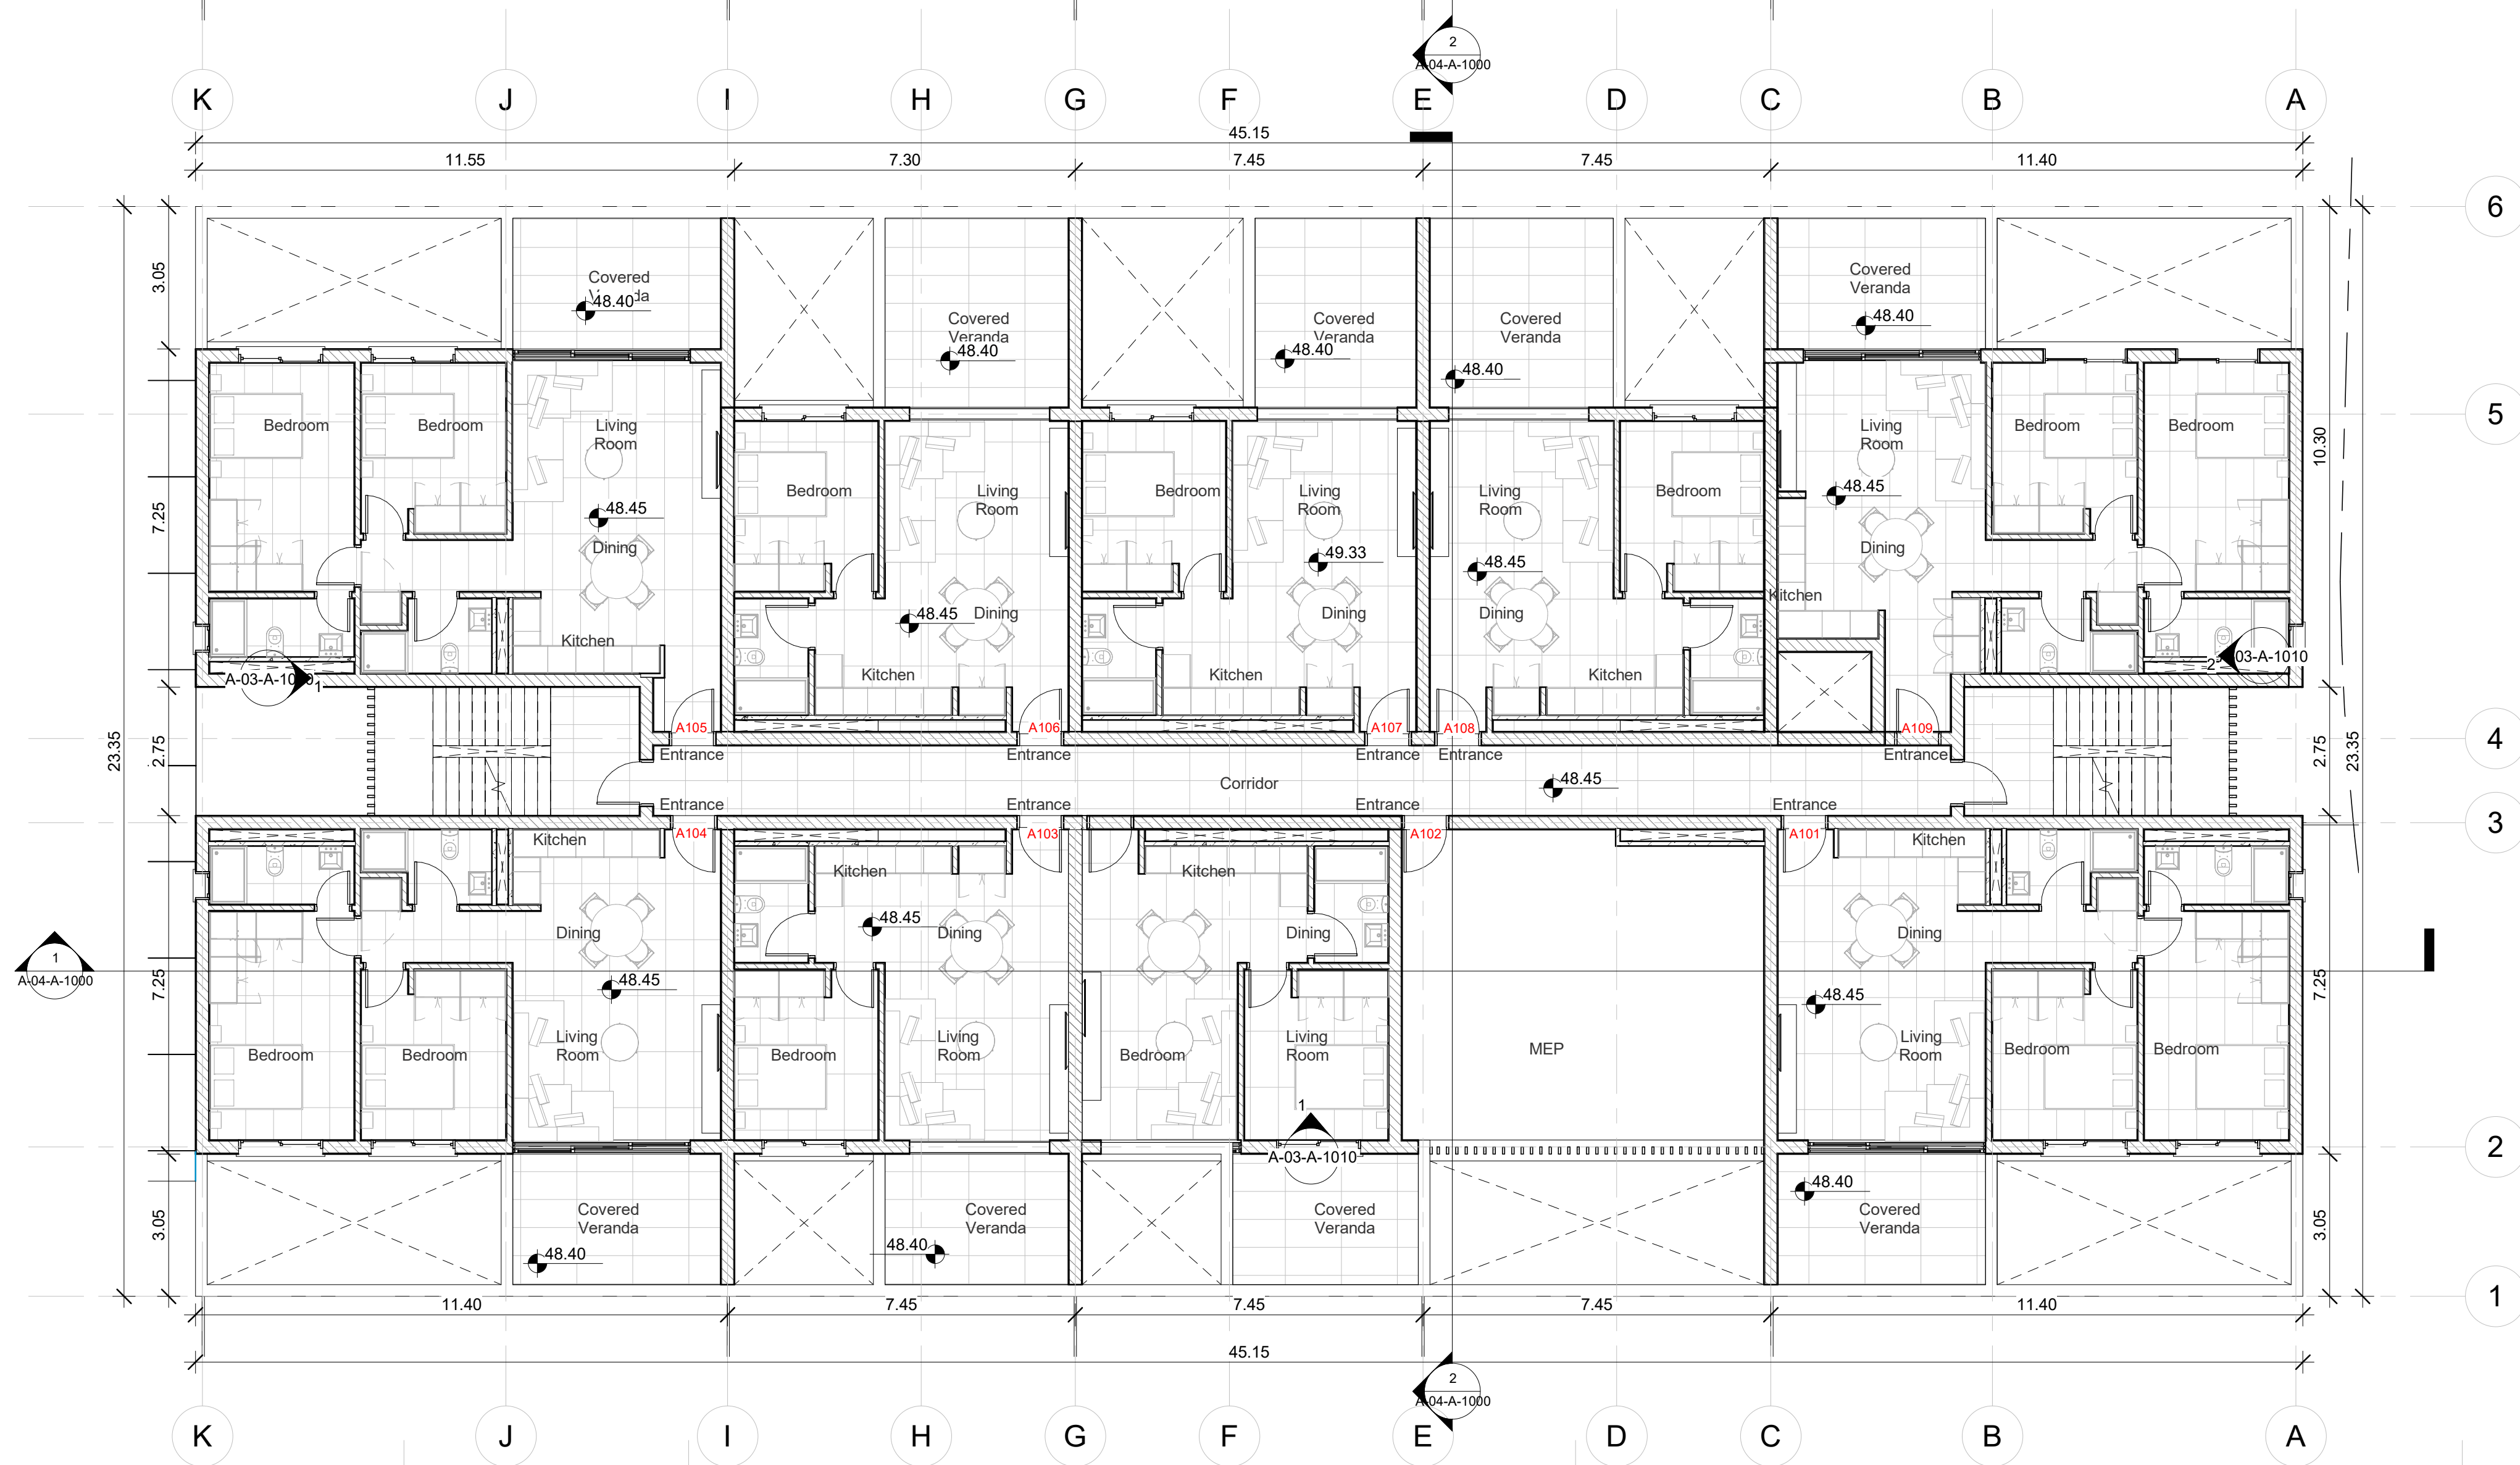 2
A-04-A-1000
K J I H G F E D C B A
45.15
11.55 7.30 7.45 7.45 11.40
6
3.05
Covered
48.40
Covered
Veranda
48.40
Covered
Veranda
48.40
Covered
Veranda
48.40
Covered
Veranda
48.40
5
10.30
Bedroom
Bedroom
Living
Room
48.45
Dining
Kitchen
Bedroom
Living
Room
48.45
Dining
Kitchen
Bedroom
Living
Room
49.33
Dining
Kitchen
Living
Room
48.45
Dining
Kitchen
Bedroom
Living
Room
48.45
Dining
Kitchen
Bedroom
Bedroom
7.25
1
2
03-A-1010
A105 A106 A107 A108 A109
Entrance Entrance Entrance Entrance Entrance
4
23.35
2.75
Corridor
48.45
2.75
23.35
Entrance Entrance Entrance Entrance
A104 A103 A102 A101
3
Kitchen
Dining
48.45
Living
Room
Bedroom
Bedroom
Kitchen
48.45
Dining
Living
Room
Bedroom
Kitchen
Dining
Bedroom
Living
Room
MEP
Kitchen
Dining
48.45
Living
Room
Bedroom
Bedroom
1
A-04-A-1000
7.25
7.25
1
A-03-A-1010
2
3.05
Covered
Veranda
48.40
Covered
Veranda
48.40
Covered
Veranda
48.40
Covered
Veranda
3.05
1
11.40 7.45 7.45 7.45 11.40
45.15
2
A-04-A-1000
K J I H G F E D C B A